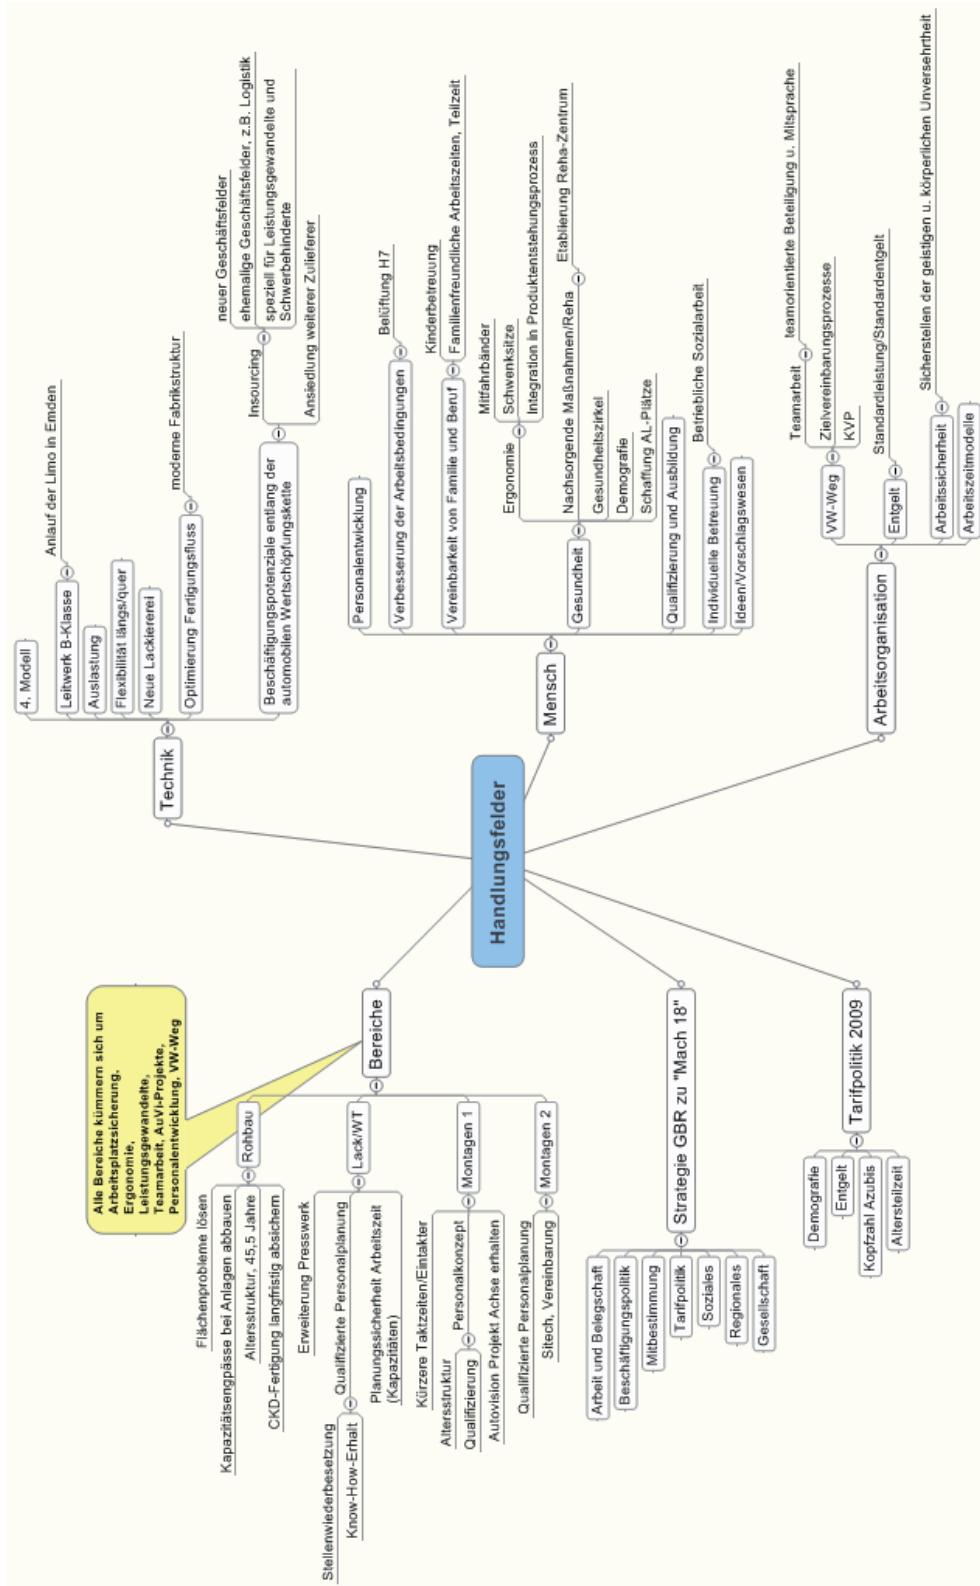 Handlungsfelder
Technik
4. Modell
Leitwerk B-Klasse
Anlauf der Limo in Emden
Auslastung
Flexibilität längs/quer
Neue Lackiererei
Optimierung Fertigungsfluss
moderne Fabrikstruktur
Beschäftigungspotenziale entlang der
automobilen Wertschöpfungskette
Insourcing
neuer Geschäftsfelder
ehemalige Geschäftsfelder, z.B. Logistik
speziell für Leistungsgewandelte und
Schwerbehinderte
Ansiedlung weiterer Zulieferer
Mensch
Personalentwicklung
Verbesserung der Arbeitsbedingungen
Belüftung H7
Vereinbarkeit von Familie und Beruf
Kinderbetreuung
Familienfreundliche Arbeitszeiten, Teilzeit
Gesundheit
Ergonomie
Mitfahrbänder
Schwenksitze
Integration in Produktentstehungsprozess
Nachsorgende Maßnahmen/Reha
Etablierung Reha-Zentrum
Gesundheitszirkel
Demografie
Schaffung AL-Plätze
Qualifizierung und Ausbildung
Individuelle Betreuung
Betriebliche Sozialarbeit
Ideen/Vorschlagswesen
Arbeitsorganisation
VW-Weg
Teamarbeit
teamorientierte Beteiligung u. Mitsprache
Zielvereinbarungsprozesse
KVP
Entgelt
Standardleistung/Standardentgelt
Arbeitssicherheit
Sicherstellen der geistigen u. körperlichen Unversehrtheit
Arbeitszeitmodelle
Alle Bereiche kümmern sich um
Arbeitsplatzsicherung,
Ergonomie,
Leistungsgewandelte,
Teamarbeit, AuVi-Projekte,
Personalentwicklung, VW-Weg
Bereiche
Rohbau
Flächenprobleme lösen
Kapazitätsengpässe bei Anlagen abbauen
Altersstruktur, 45,5 Jahre
CKD-Fertigung langfristig absichern
Lack/WT
Erweiterung Presswerk
Qualifizierte Personalplanung
Stellenwiederbesetzung
Know-How-Erhalt
Planungssicherheit Arbeitszeit
(Kapazitäten)
Montagen 1
Kürzere Taktzeiten/Eintakter
Personalkonzept
Altersstruktur
Qualifizierung
Autovision Projekt Achse erhalten
Montagen 2
Qualifizierte Personalplanung
Sitech, Vereinbarung
Strategie GBR zu "Mach 18"
Arbeit und Belegschaft
Beschäftigungspolitik
Mitbestimmung
Tarifpolitik
Soziales
Regionales
Gesellschaft
Tarifpolitik 2009
Demografie
Entgelt
Kopfzahl Azubis
Altersteilzeit